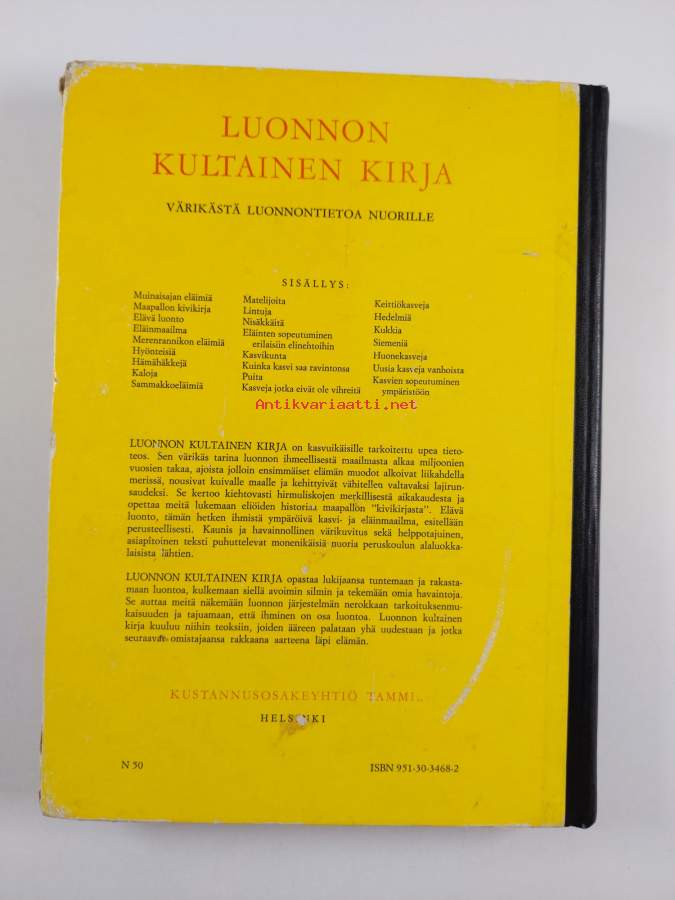 LUONNON
KULTAINEN KIRJA
VÄRIKÄSTÄ LUONNONTIETOA NUORILLE
SISÄLLYS:
Muinaisajan eläimiä
Maapallon kivikirja
Elävä luonto
Eläinmaailma
Merenrannikon eläimiä
Hyönteisiä
Hämähäkkejä
Kaloja
Sammakkoeläimiä
Matelijoita
Lintuja
Nisäkkäitä
Eläinten sopeutuminen
erilaisiin elinehtoihin
Kasvikunta
Kuinka kasvi saa ravintonsa
Puita
Kasveja jotka eivät ole vihreitä
Keittiökasveja
Hedelmiä
Kukkia
Siemeniä
Huonekasveja
Uusia kasveja vanhoista
Kasvien sopeutuminen
ympäristöön
Antikvariaatti.net
LUONNON KULTAINEN KIRJA on kasvuikäisille tarkoitettu upea tieto-
teos. Sen värikäs tarina luonnon ihmeellisestä maailmasta alkaa miljoonien
vuosien takaa, ajoista jolloin ensimmäiset elämän muodot alkoivat liikahdella
merissä, nousivat kuivalle maalle ja kehittyivät vähitellen valtavaksi lajirun-
saudeksi. Se kertoo kiehtovasti hirmuliskojen merkillisestä aikakaudesta ja
opettaa meitä lukemaan eliöiden historiaa maapallon "kivikirjasta". Elävä
luonto, tämän hetken ihmistä ympäröivä kasvi- ja eläinmaailma, esitellään
perusteellisesti. Kaunis ja havainnollinen värikuvitus sekä helppotajuinen,
asiapitoinen teksti puhuttelevat monenikäisiä nuoria peruskoulun alaluokka-
laisista lähtien.
LUONNON KULTAINEN KIRJA opastaa lukijaansa tuntemaan ja rakasta-
maan luontoa, kulkemaan siellä avoimin silmin ja tekemään omia havaintoja.
Se auttaa meitä näkemään luonnon järjestelmän nerokkaan tarkoituksenmu-
kaisuuden ja tajuamaan, että ihminen on osa luontoa. Luonnon kultainen
kirja kuuluu niihin teoksiin, joiden ääreen palataan yhä uudestaan ja jotka
seuraavat omistajaansa rakkaana aarteena läpi elämän.
KUSTANNUSOSAKEYHTIÖ TAMMI
HELSINKI
N 50
ISBN 951-30-3468-2